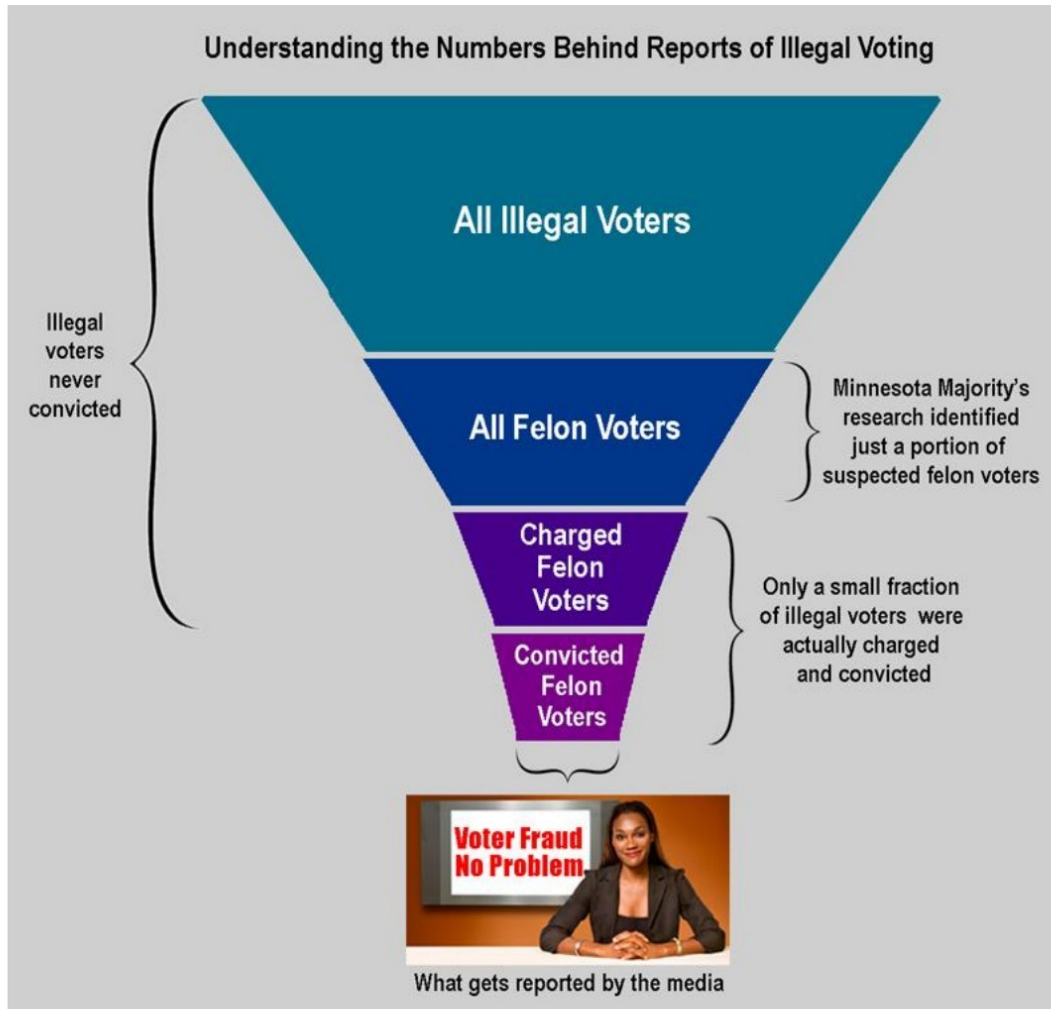 Understanding the Numbers Behind Reports of Illegal Voting
All Illegal Voters
Illegal
voters
never
convicted
All Felon Voters
Minnesota Majority's
research identified
just a portion of
suspected felon voters
Charged
Felon
Voters
Only a small fraction
of illegal voters were
actually charged
and convicted
Convicted
Felon
Voters
Voter Fraud
No Problem
What gets reported by the media